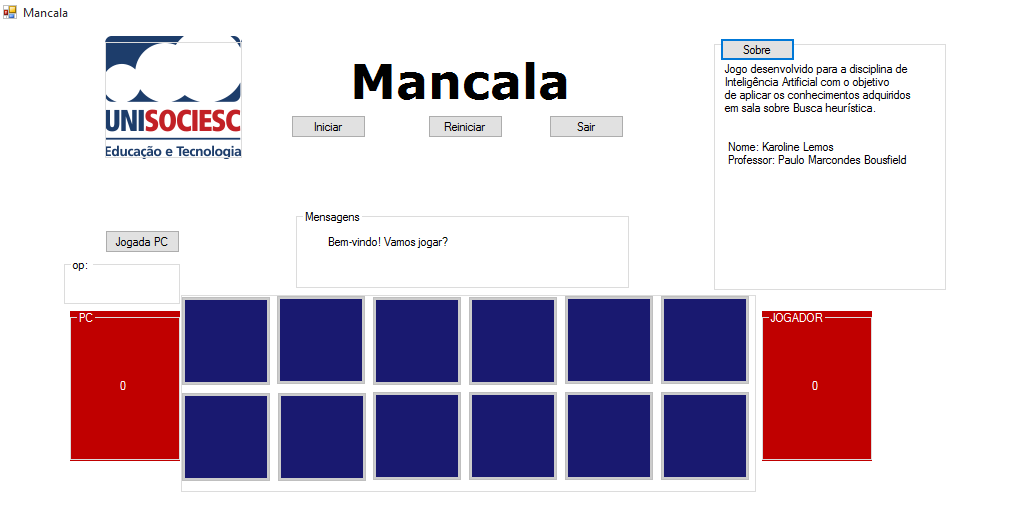 Mancala
UNISOCIESC
Educação e Tecnologia
Mancala
Iniciar
Reiniciar
Sair
Sobre
Jogo desenvolvido para a disciplina de
Inteligência Artificial com o objetivo
de aplicar os conhecimentos adquiridos
em sala sobre Busca heurística.
Nome: Karoline Lemos
Professor: Paulo Marcondes Bousfield
Mensagens
Bem-vindo! Vamos jogar?
Jogada PC
op:
PC
0
JOGADOR
0